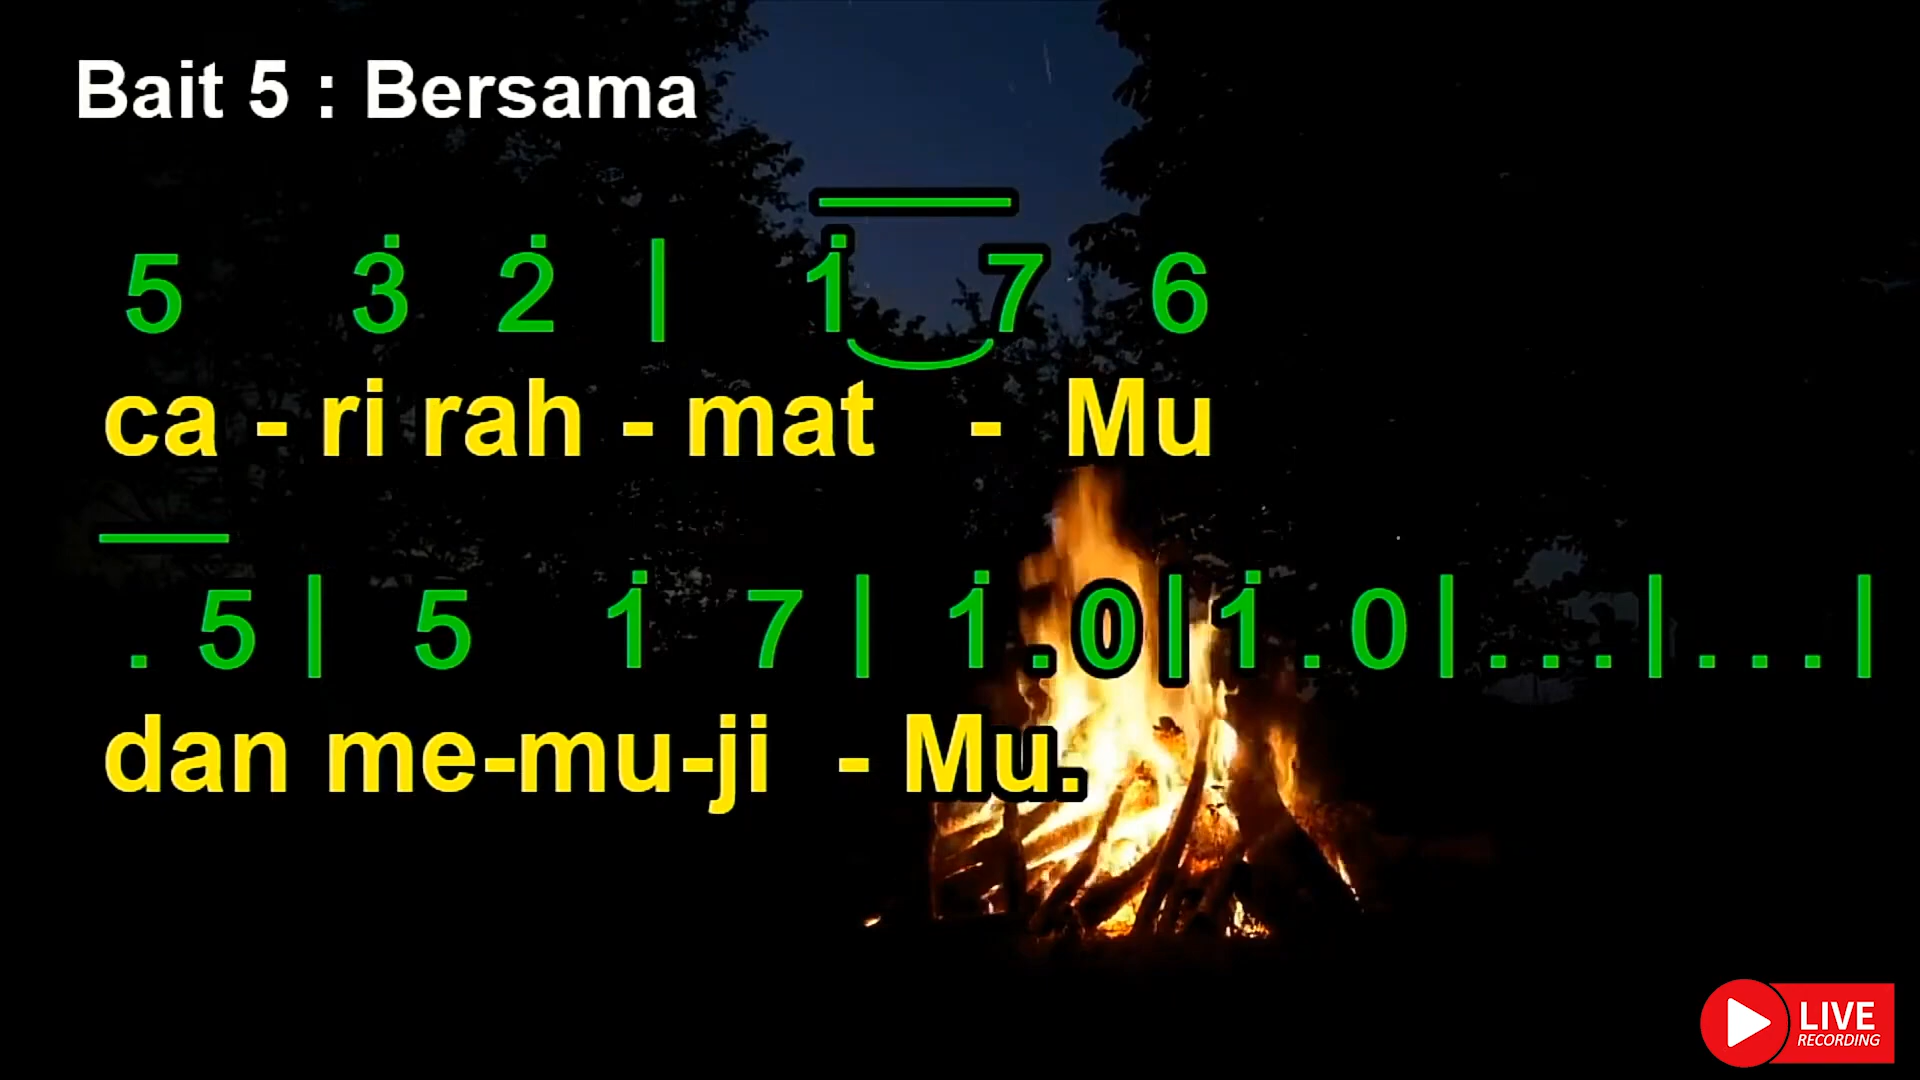 Bait 5 : Bersama
5 3̇ 2̇ | 1̇ 7 6
ca - ri rah - mat - Mu
. 5 | 5 1̇ 7 | 1̇ . 0 | 1̇ . 0 | . . . | . . . |
dan me-mu-ji - Mu.
LIVE
RECORDING